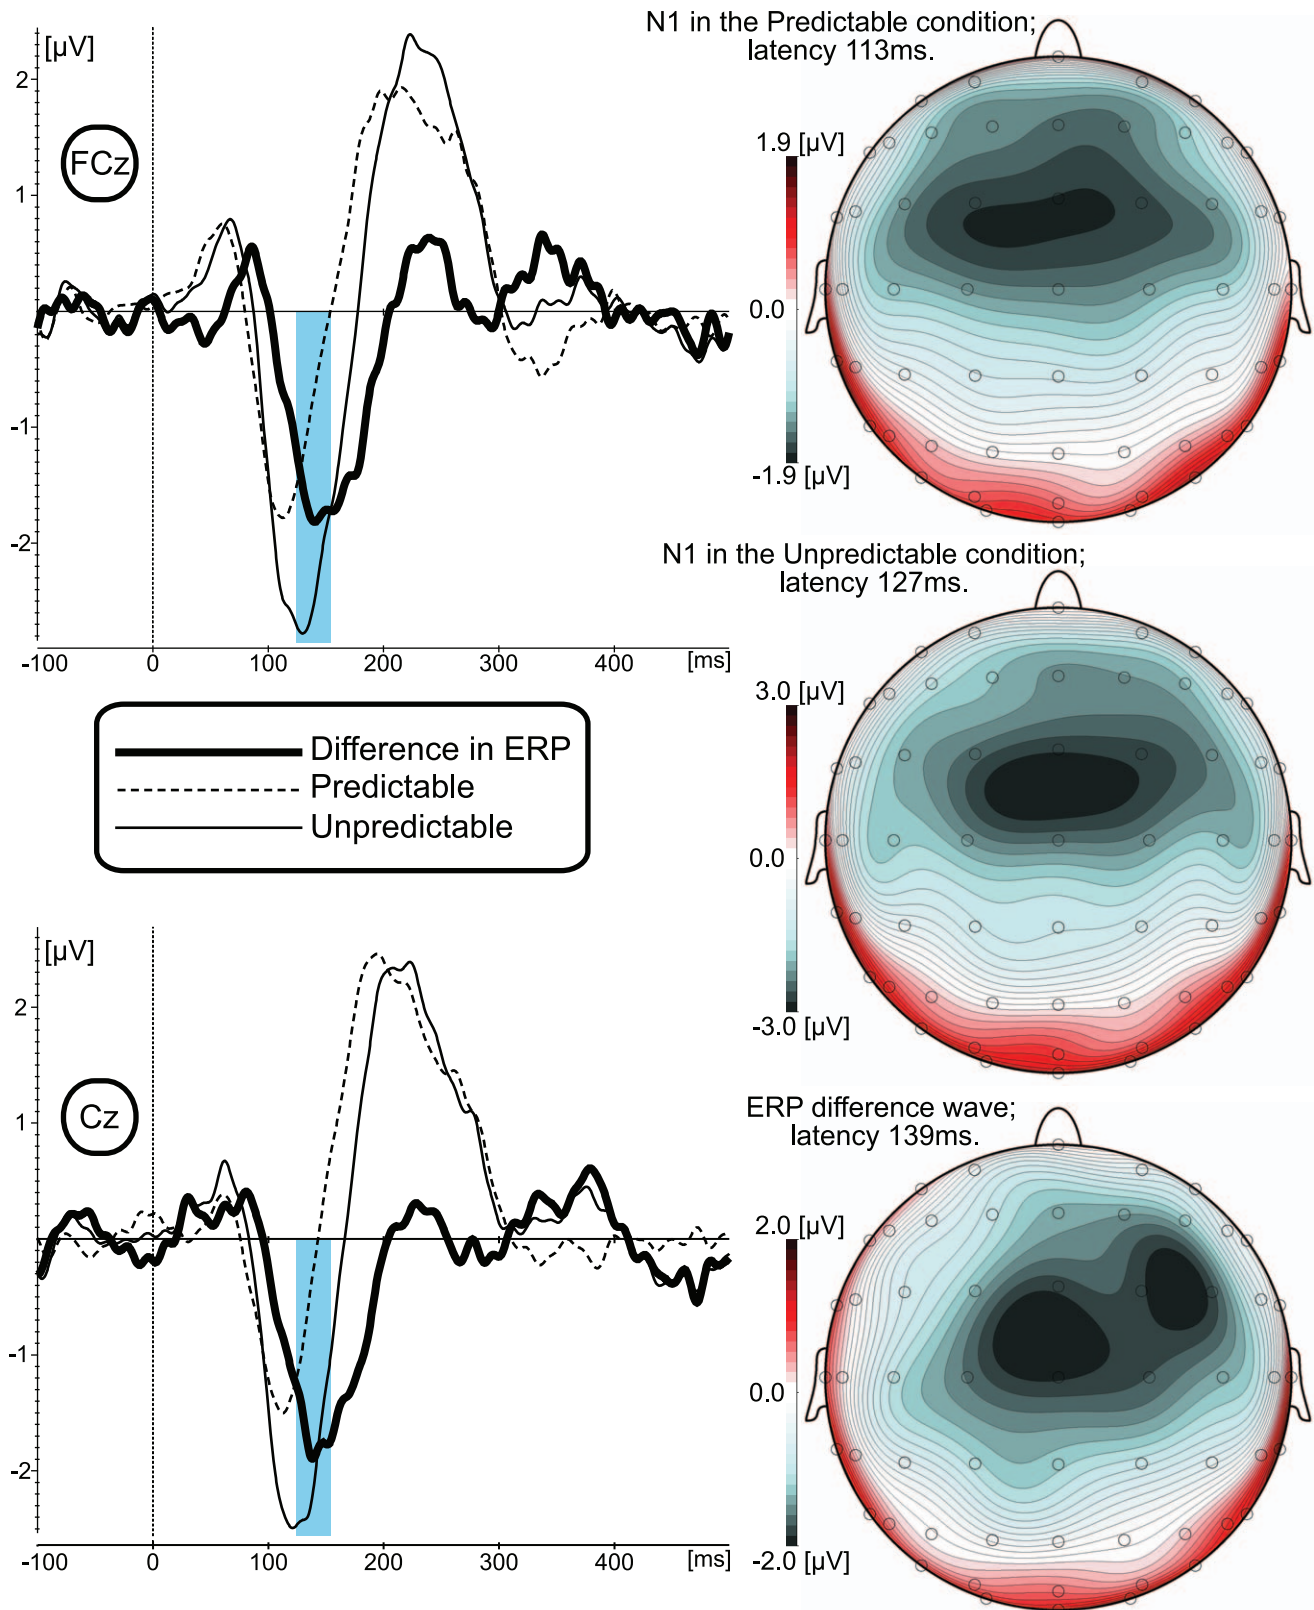 [µV]
2
1
-1
-2
FCz
-100
0
100
200
300
400
[ms]
Difference in ERP
Predictable
Unpredictable
[µV]
2
1
-1
-2
Cz
-100
0
100
200
300
400
[ms]
N1 in the Predictable condition;
latency 113ms.
1.9 [µV]
0.0
-1.9 [µV]
N1 in the Unpredictable condition;
latency 127ms.
3.0 [µV]
0.0
-3.0 [µV]
ERP difference wave;
latency 139ms.
2.0 [µV]
0.0
-2.0 [µV]